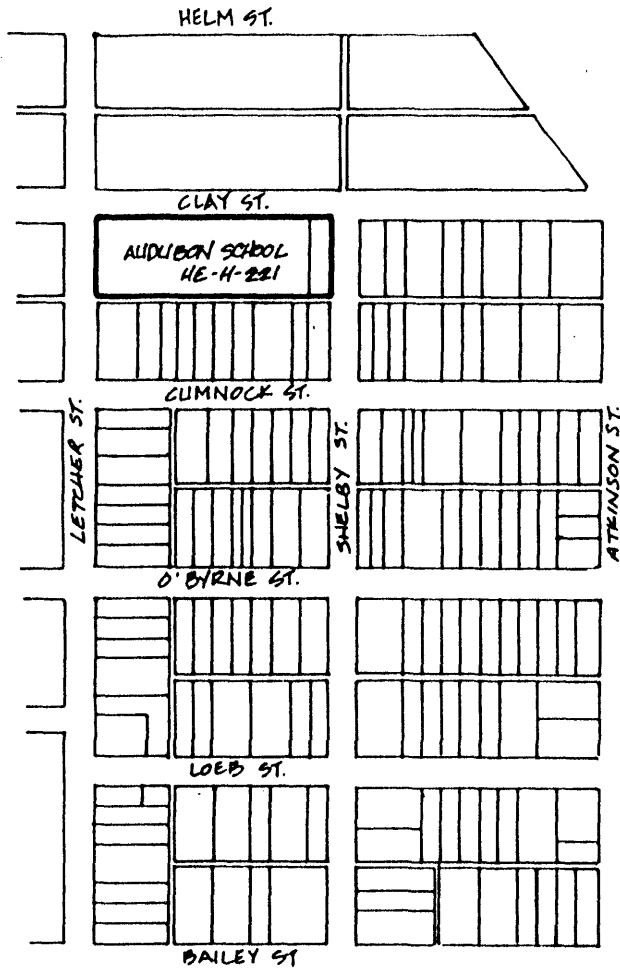 HELM ST.
CLAY ST.
AUDUBON SCHOOL
HE-H-221
CUMNOCK ST.
LETCHER ST.
SHELBY ST.
ATKINSON ST.
O'BYRNE ST.
LOEB ST.
BAILEY ST